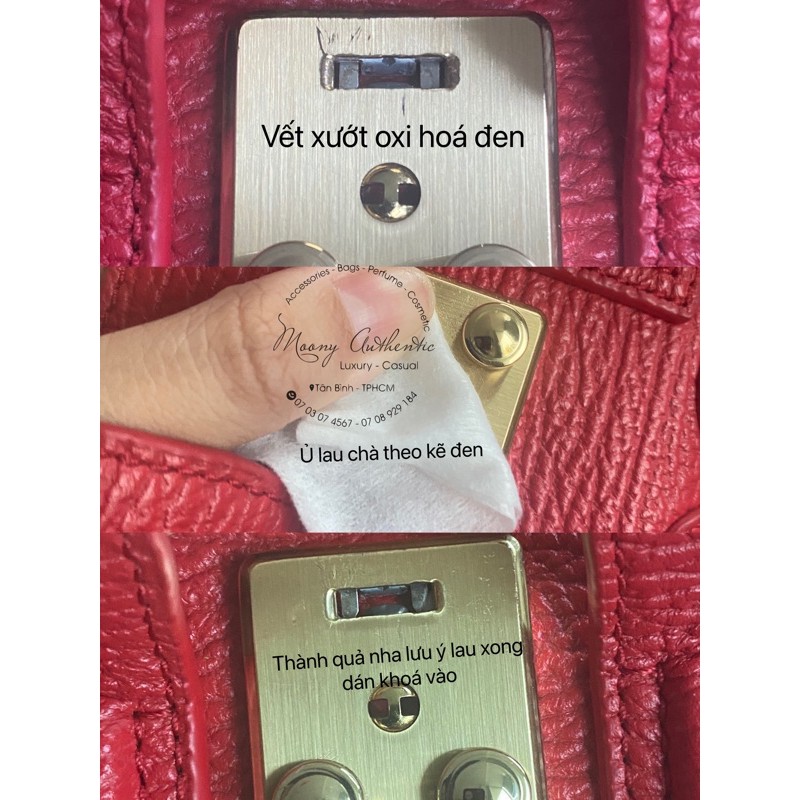 Vết xướt oxi hoá đen
Accessories - Bags - Perfume - Cosmetic
Moony Authentic
Luxury - Casual
Tân Bình - TPHCM
07 03 07 4567 - 07 08 929 184
Ủ lau chà theo kẽ đen
Thành quả nha lưu ý lau xong
dán khoá vào